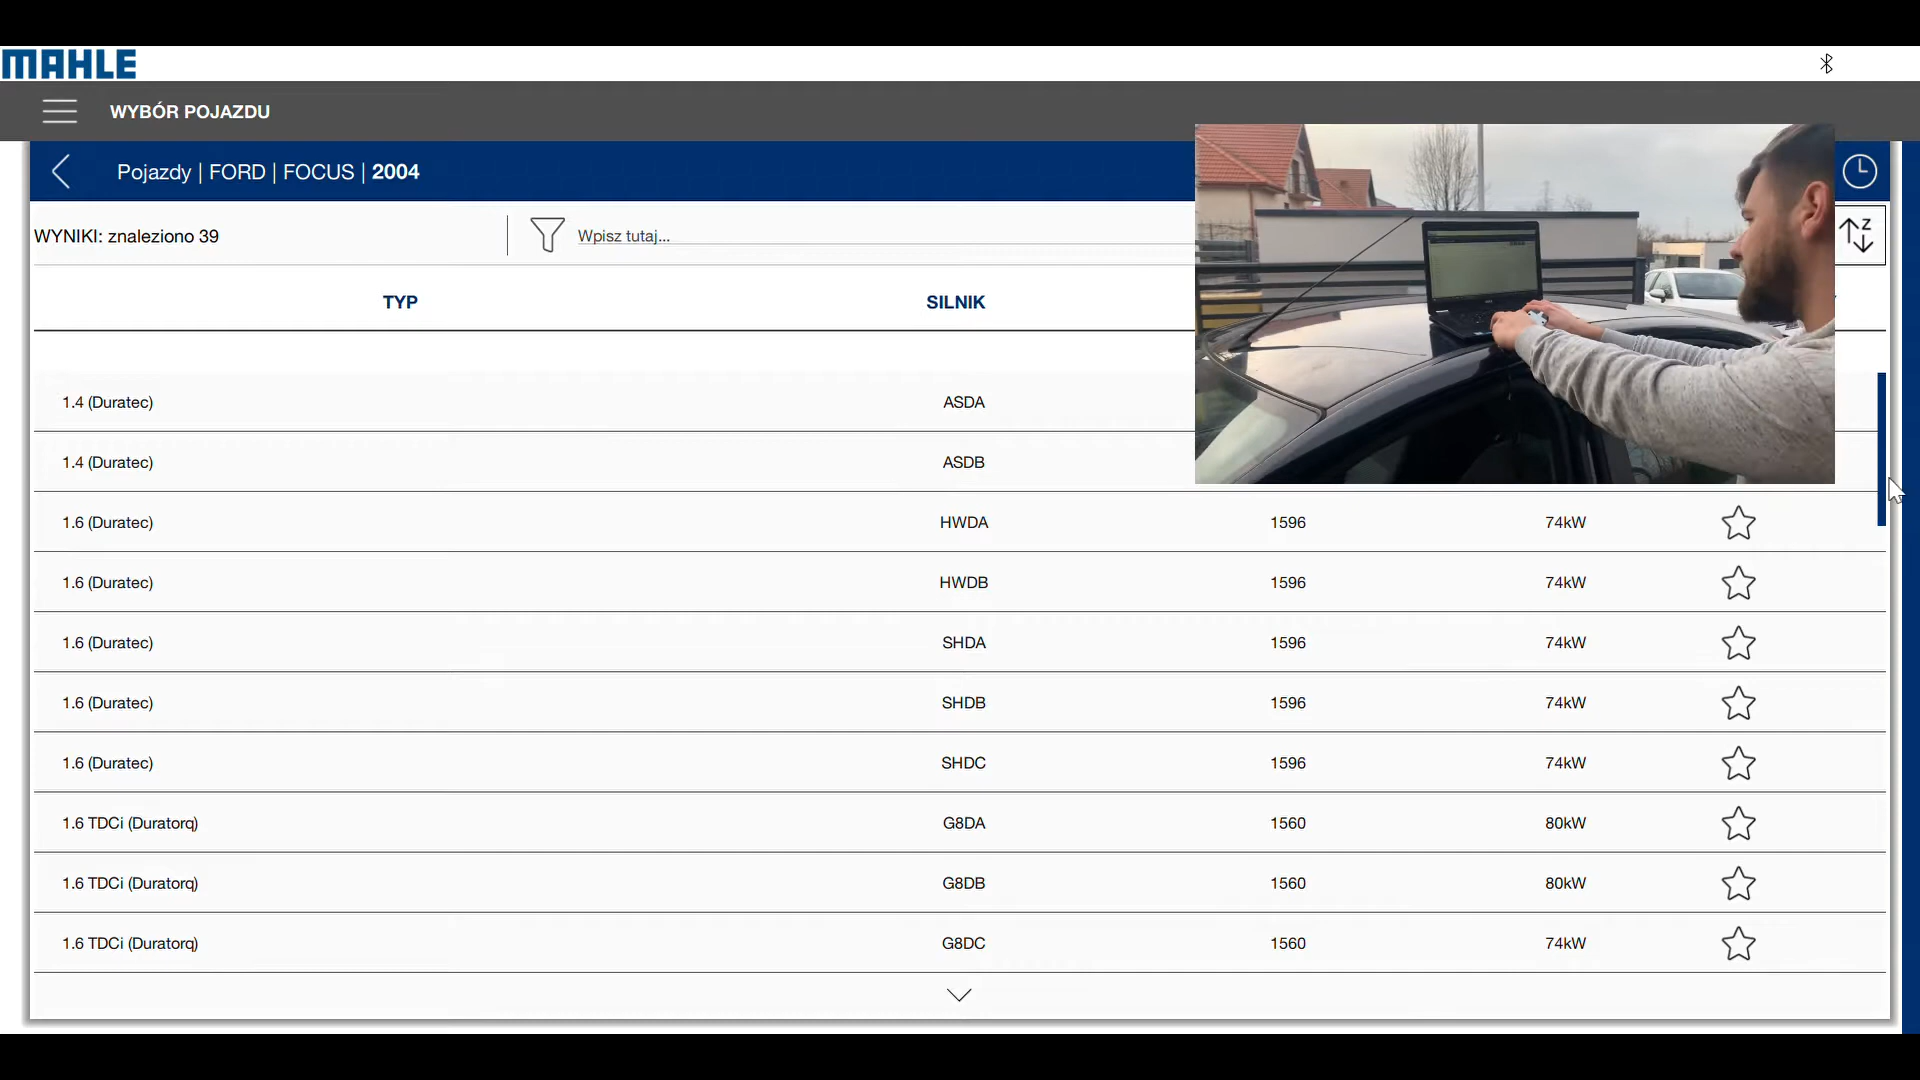 MAHLE
WYBÓR POJAZDU
Pojazdy | FORD | FOCUS | 2004
WYNIKI: znaleziono 39
Wpisz tutaj...
TYP SILNIK
1.4 (Duratec) ASDA
1.4 (Duratec) ASDB
1.6 (Duratec) HWDA 1596 74kW
1.6 (Duratec) HWDB 1596 74kW
1.6 (Duratec) SHDA 1596 74kW
1.6 (Duratec) SHDB 1596 74kW
1.6 (Duratec) SHDC 1596 74kW
1.6 TDCi (Duratorq) G8DA 1560 80kW
1.6 TDCi (Duratorq) G8DB 1560 80kW
1.6 TDCi (Duratorq) G8DC 1560 74kW